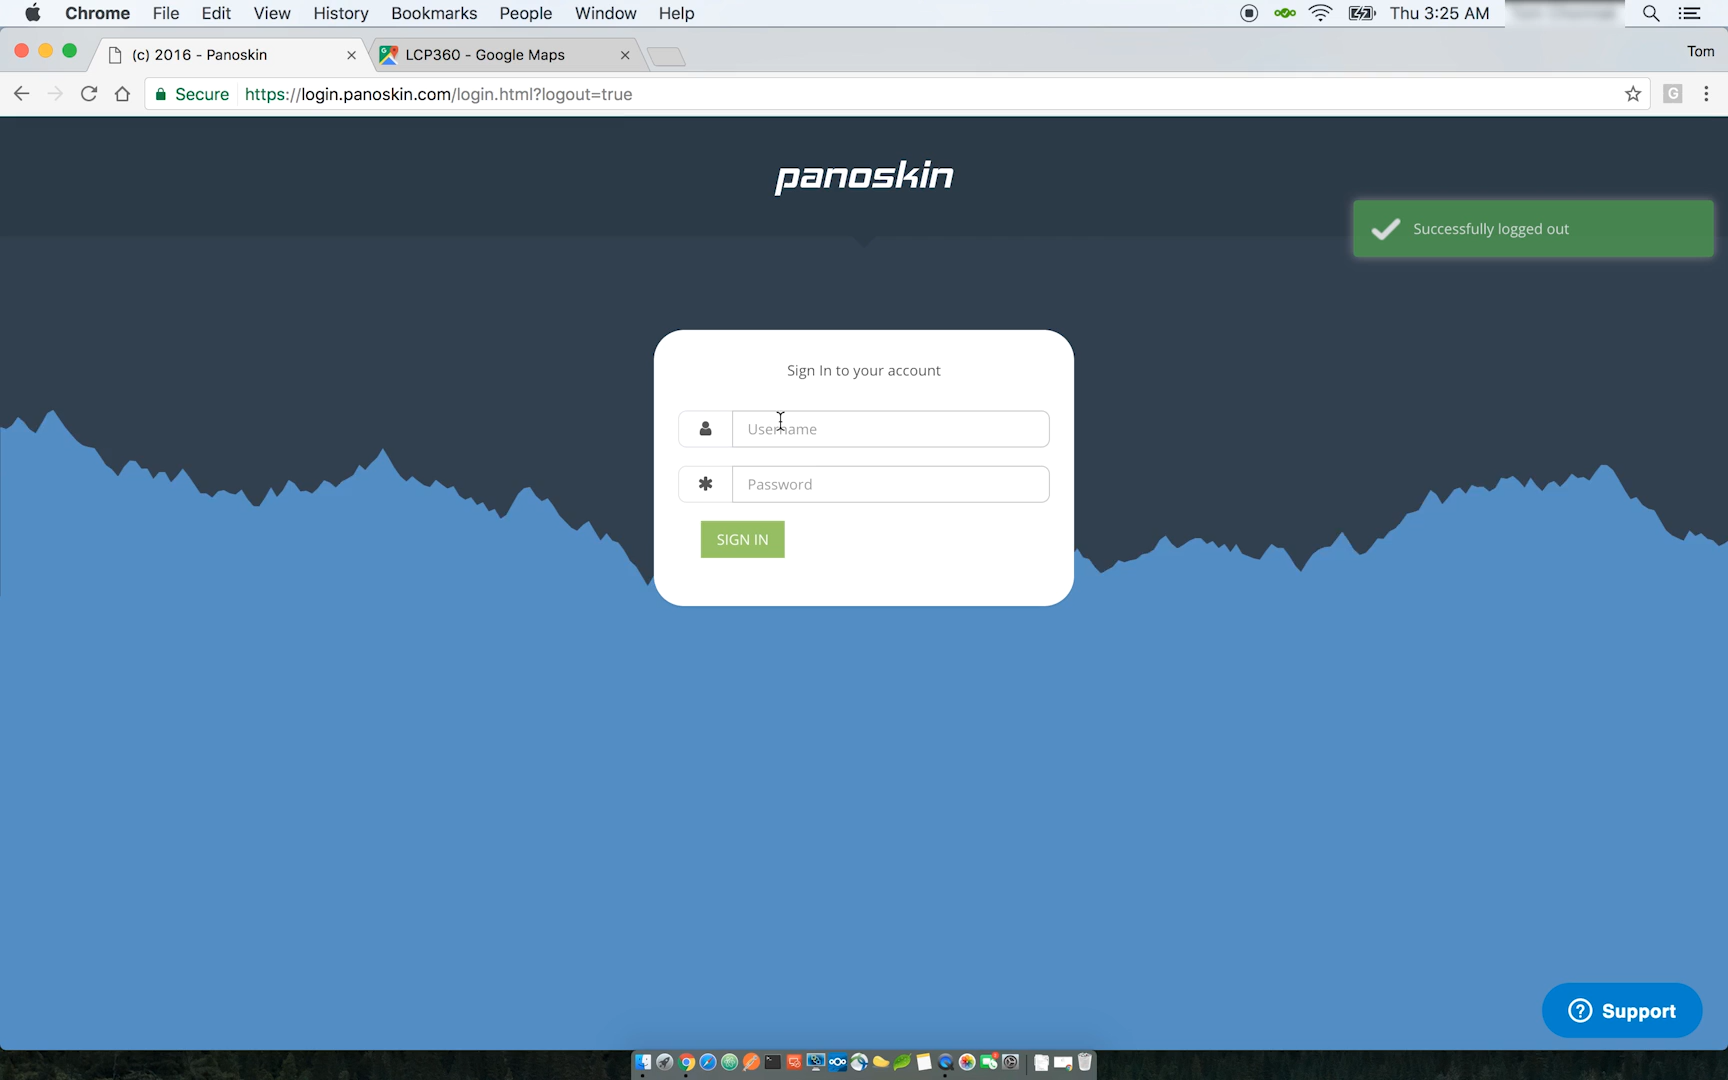 Chrome File Edit View History Bookmarks People Window Help Thu 3:25 AM
(c) 2016 - Panoskin LCP360 - Google Maps Tom
Secure https://login.panoskin.com/login.html?logout=true G
panoskin
Successfully logged out
Sign In to your account
Username
Password
SIGN IN
? Support